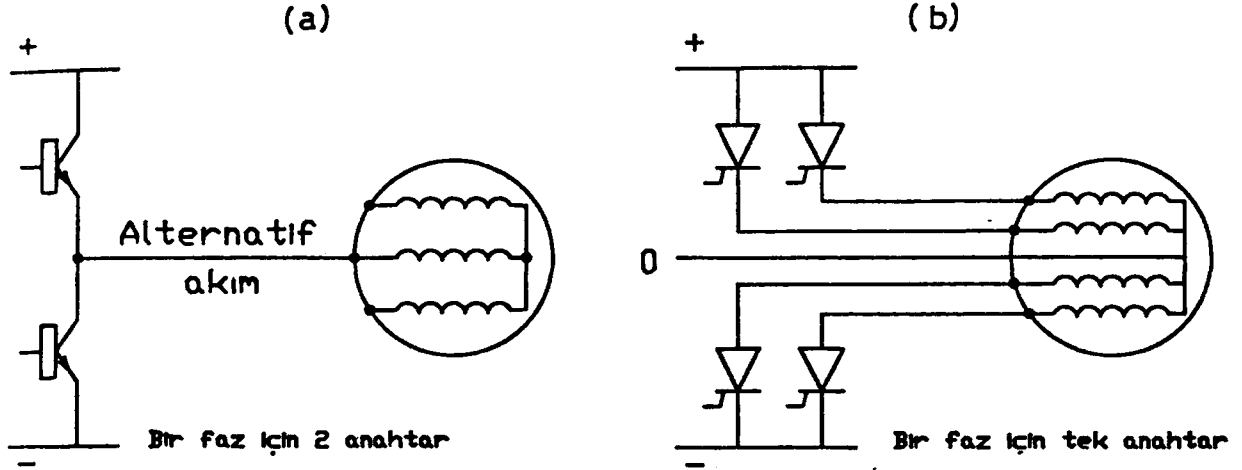 (a)
(b)
+
+
Alternatif
akım
0
Bir faz için 2 anahtar
Bir faz için tek anahtar
-
-